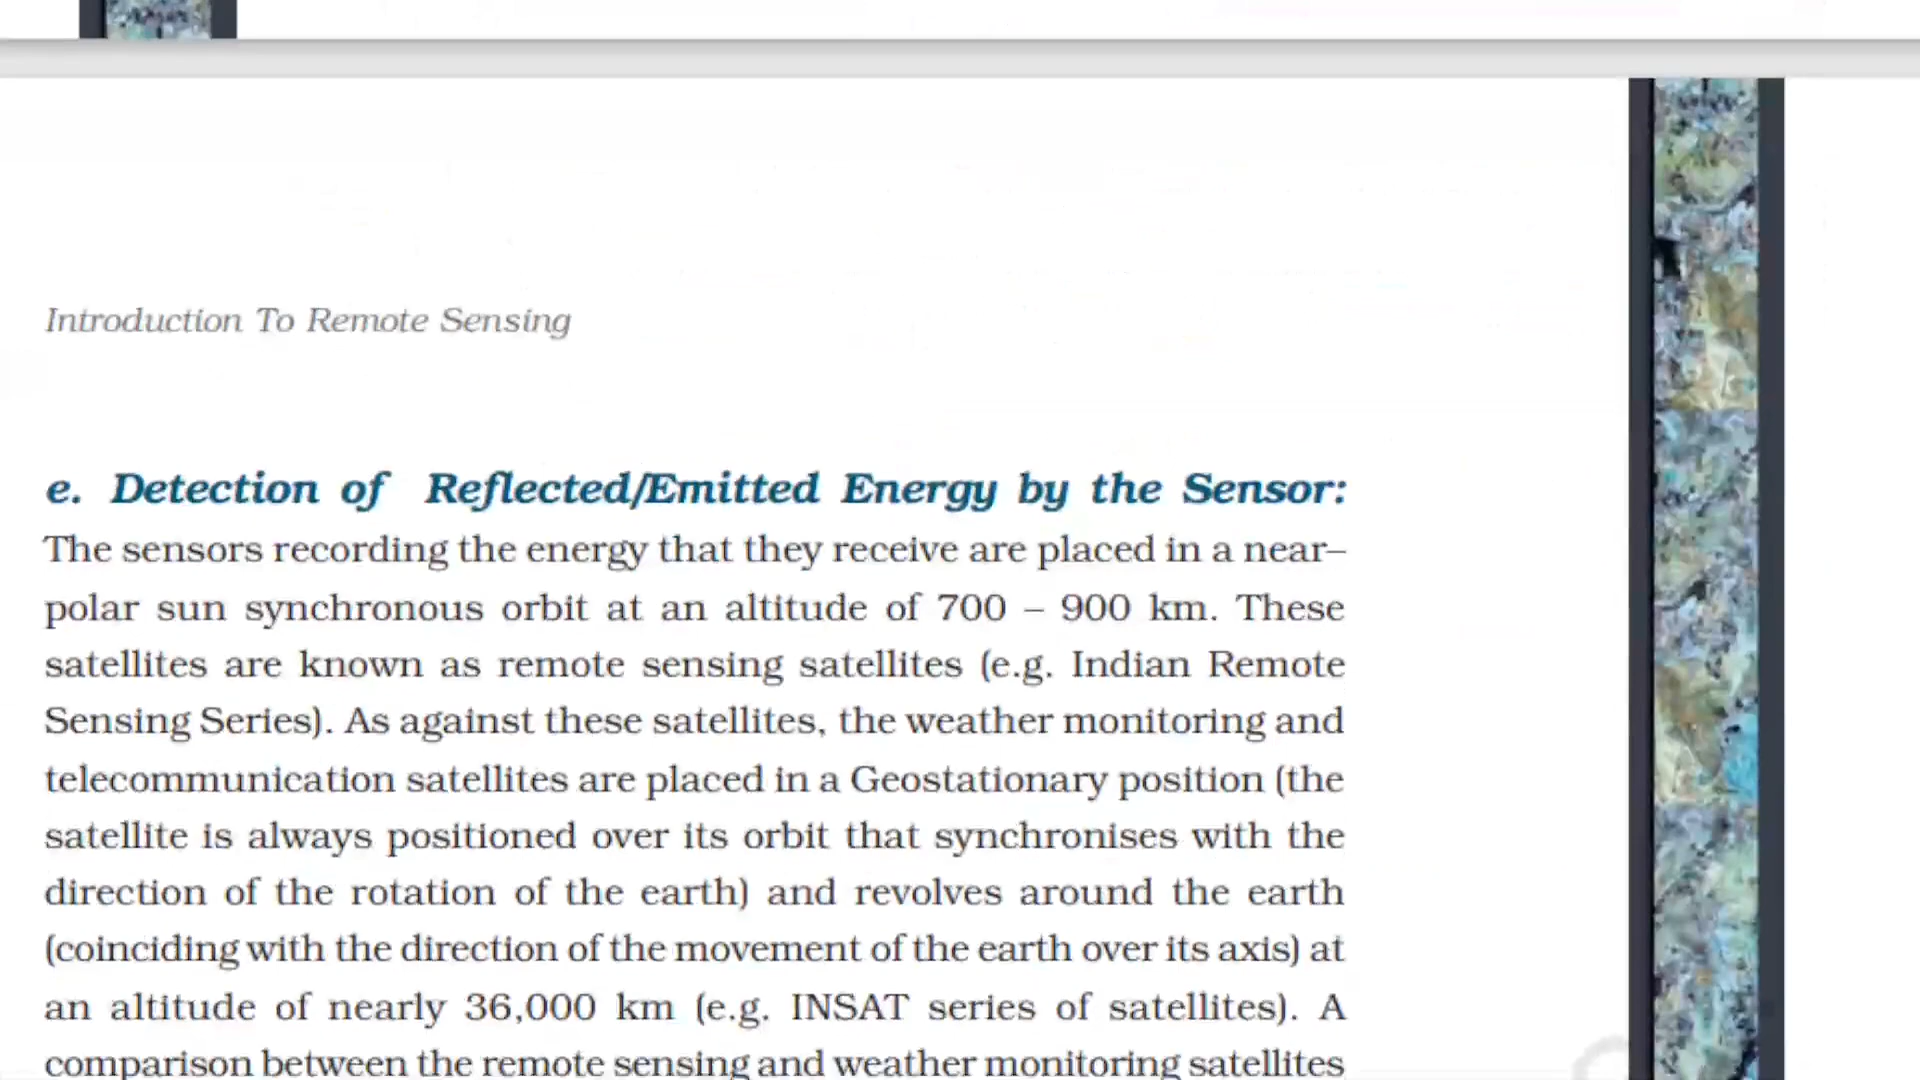 Introduction To Remote Sensing
e. Detection of Reflected/Emitted Energy by the Sensor:
The sensors recording the energy that they receive are placed in a near–
polar sun synchronous orbit at an altitude of 700 – 900 km. These
satellites are known as remote sensing satellites (e.g. Indian Remote
Sensing Series). As against these satellites, the weather monitoring and
telecommunication satellites are placed in a Geostationary position (the
satellite is always positioned over its orbit that synchronises with the
direction of the rotation of the earth) and revolves around the earth
(coinciding with the direction of the movement of the earth over its axis) at
an altitude of nearly 36,000 km (e.g. INSAT series of satellites). A
comparison between the remote sensing and weather monitoring satellites